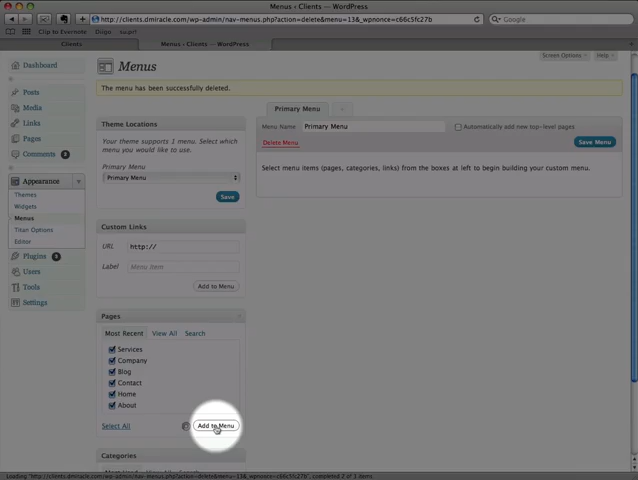 Menus ‹ Clients — WordPress
http://clients.dmiracle.com/wp-admin/nav-menus.php?action=delete&menu=13&_wpnonce=c66c5fc27b
Google
Clip to Evernote Diigo supr!
Clients
Menus ‹ Clients — WordPress
Screen Options
Help
Dashboard
Menus
Posts
The menu has been successfully deleted.
Media
Links
Pages
Comments
Theme Locations
Your theme supports 1 menu. Select which
menu you would like to use.
Primary Menu
Primary Menu
Save
Primary Menu
+
Menu Name
Primary Menu
Automatically add new top-level pages
Delete Menu
Save Menu
Select menu items (pages, categories, links) from the boxes at left to begin building your custom menu.
Appearance
Themes
Widgets
Menus
Titan Options
Editor
Plugins
Users
Tools
Settings
Custom Links
URL
http://
Label
Menu Item
Add to Menu
Pages
Most Recent
View All
Search
Services
Company
Blog
Contact
Home
About
Select All
Add to Menu
Categories